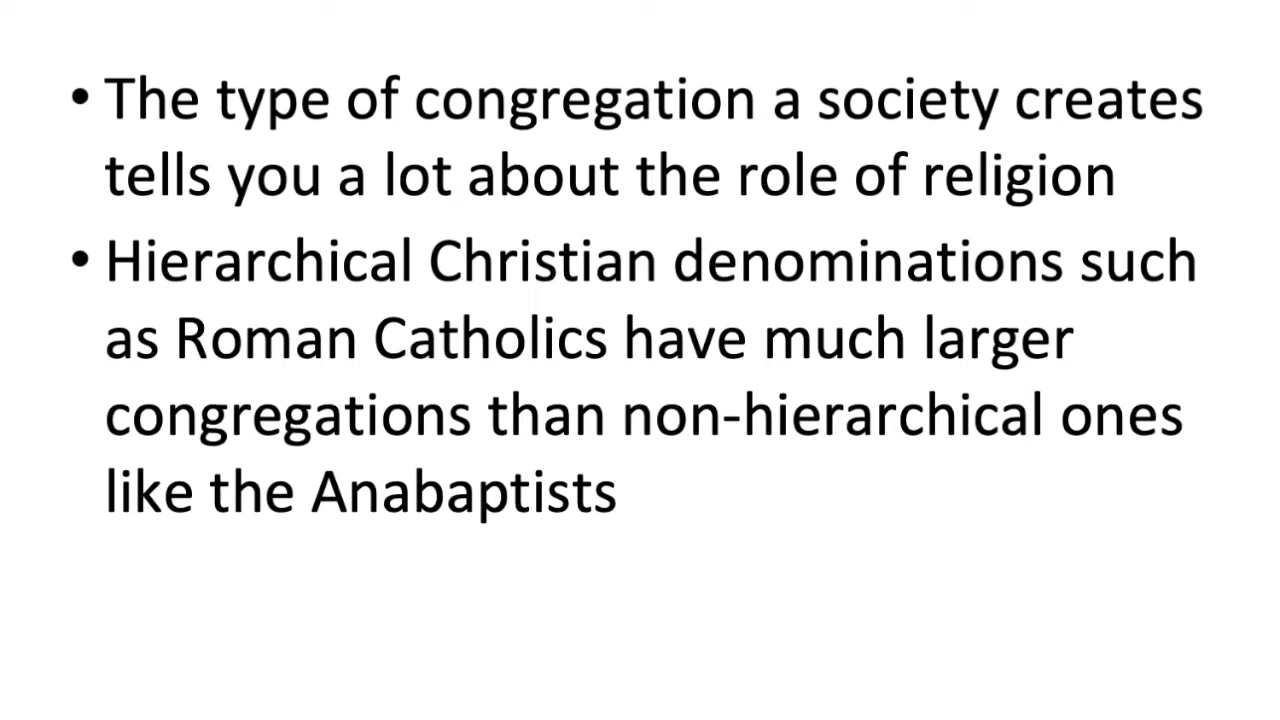 • The type of congregation a society creates
tells you a lot about the role of religion
• Hierarchical Christian denominations such
as Roman Catholics have much larger
congregations than non-hierarchical ones
like the Anabaptists